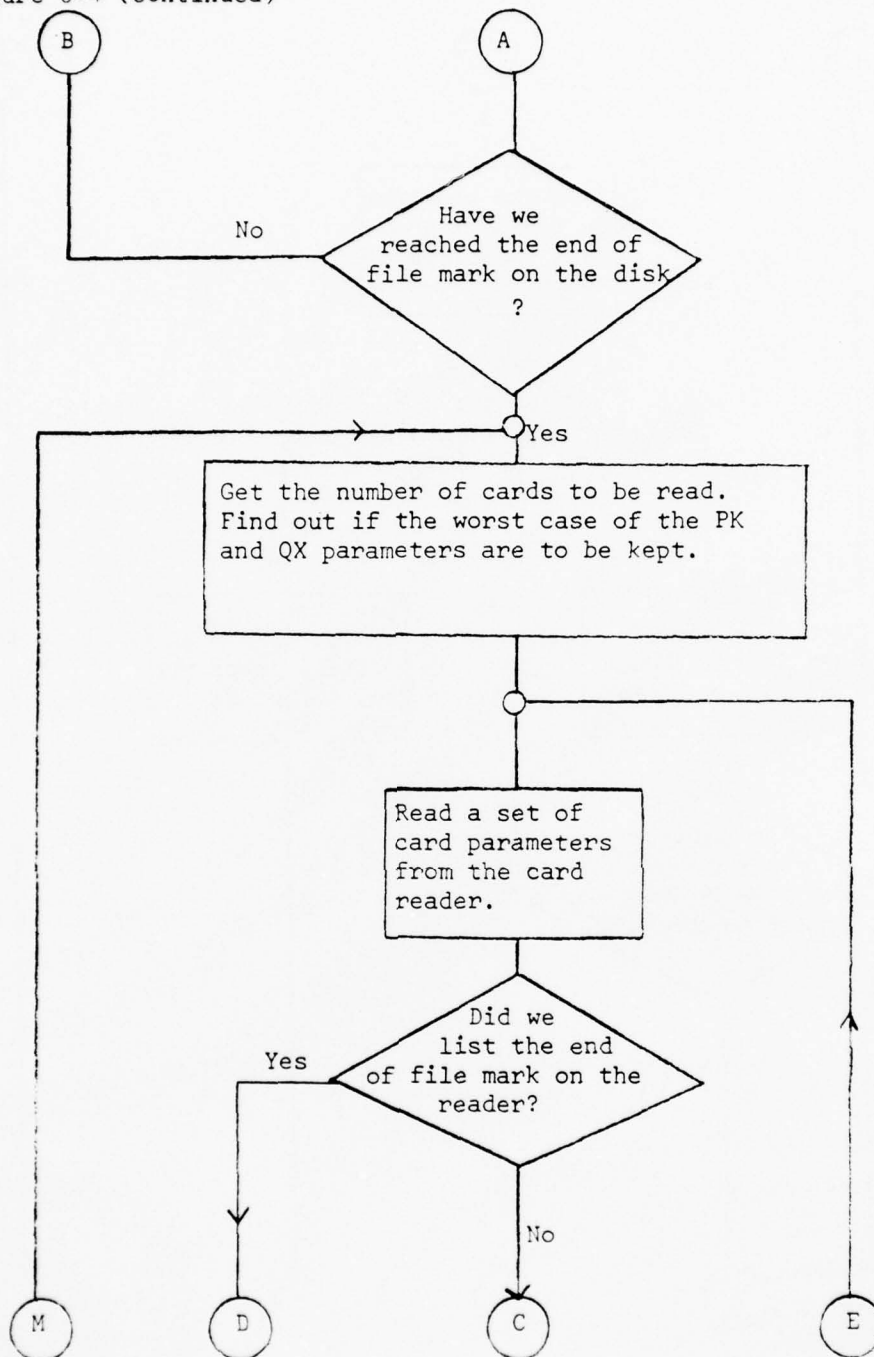 (continued)
B
A
No
Have we
reached the end of
file mark on the disk
?
Yes
Get the number of cards to be read.
Find out if the worst case of the PK
and QX parameters are to be kept.
Read a set of
card parameters
from the card
reader.
Did we
list the end
of file mark on the
reader?
Yes
No
M
D
C
E